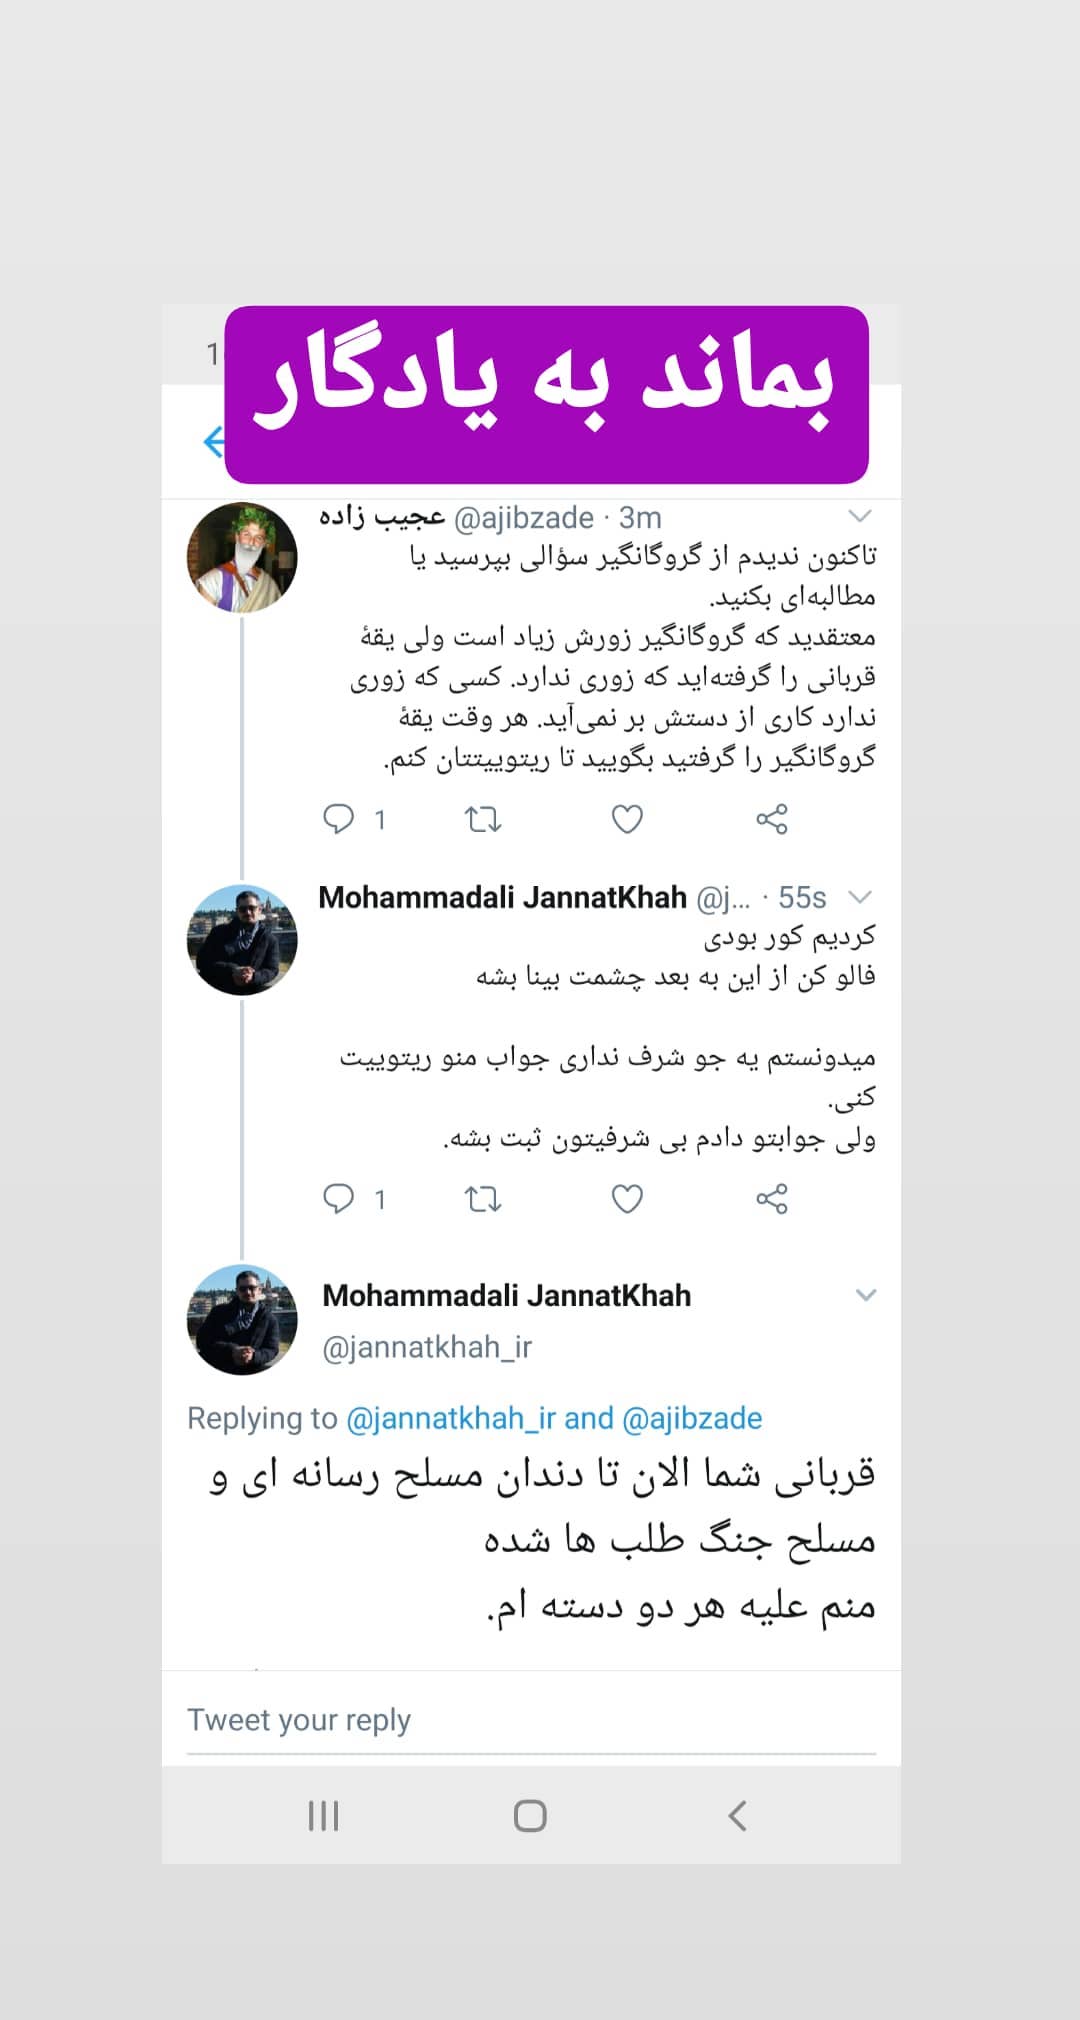 بماند به یادگار
1
عجیب زاده @ajibzade · 3m
تاکنون ندیدم از گروگانگیر سؤالی بپرسید یا
مطالبه‌ای بکنید.
معتقدید که گروگانگیر زورش زیاد است ولی یقهٔ
قربانی را گرفته‌اید که زوری ندارد. کسی که زوری
ندارد کاری از دستش بر نمی‌آید. هر وقت یقهٔ
گروگانگیر را گرفتید بگویید تا ریتوییتتان کنم.
1
Mohammadali JannatKhah @j... · 55s
کردیم کور بودی
فالو کن از این به بعد چشمت بینا بشه
میدونستم یه جو شرف نداری جواب منو ریتوییت
کنی.
ولی جوابتو دادم بی شرفیتون ثبت بشه.
1
Mohammadali JannatKhah
@jannatkhah_ir
Replying to @jannatkhah_ir and @ajibzade
قربانی شما الان تا دندان مسلح رسانه ای و
مسلح جنگ طلب ها شده
منم علیه هر دو دسته ام.
Tweet your reply